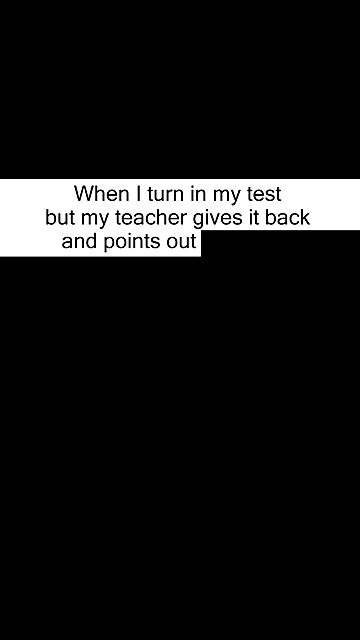 When I turn in my test
but my teacher gives it back
and points out